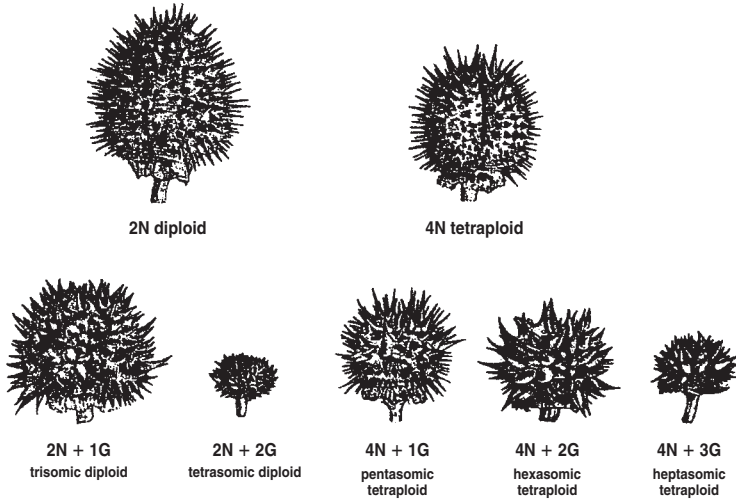 2N diploid
4N tetraploid
2N + 1G
trisomic diploid
2N + 2G
tetrasomic diploid
4N + 1G
pentasomic
tetraploid
4N + 2G
hexasomic
tetraploid
4N + 3G
heptasomic
tetraploid